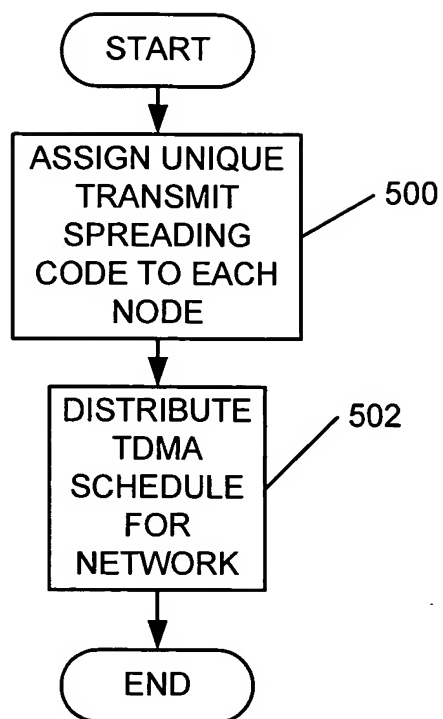 START
ASSIGN UNIQUE
TRANSMIT
SPREADING
CODE TO EACH
NODE
500
DISTRIBUTE
TDMA
SCHEDULE
FOR
NETWORK
502
END